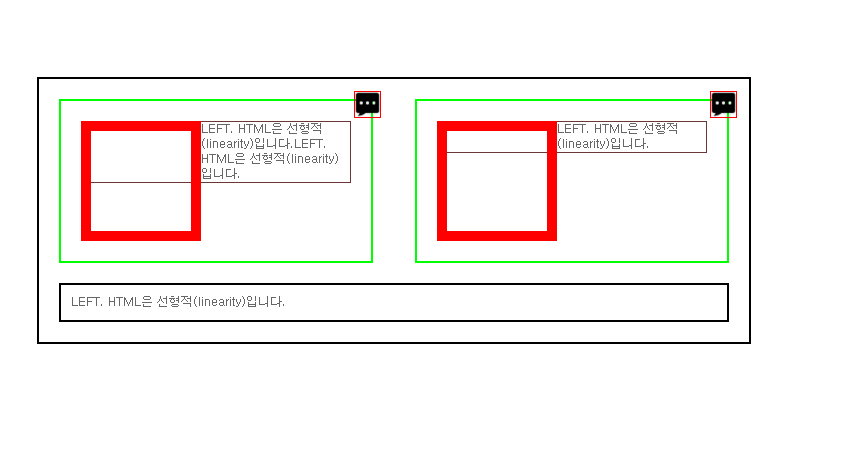 LEFT. HTML은 선형적
(linearity)입니다.LEFT.
HTML은 선형적(linearity)
입니다.
LEFT. HTML은 선형적
(linearity)입니다.
LEFT. HTML은 선형적(linearity)입니다.